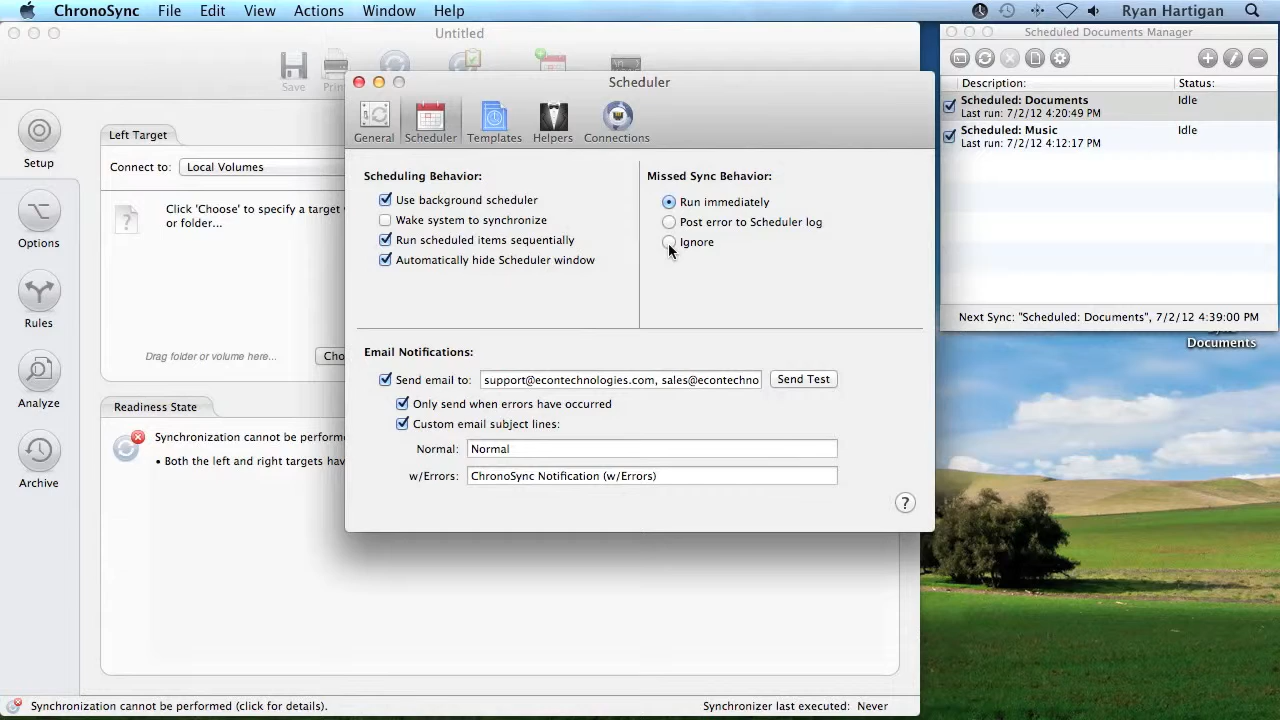 ChronoSync File Edit View Actions Window Help Ryan Hartigan
Untitled
Save
Scheduled Documents Manager
Description: Status:
Scheduled: Documents Idle
Last run: 7/2/12 4:20:49 PM
Scheduled: Music Idle
Last run: 7/2/12 4:12:17 PM
Next Sync: "Scheduled: Documents", 7/2/12 4:39:00 PM
Documents
Setup
Options
Rules
Analyze
Archive
Left Target
Connect to: Local Volumes
Click 'Choose' to specify a target
or folder...
Drag folder or volume here...
Cho
Readiness State
Synchronization cannot be perform
• Both the left and right targets hav
Scheduler
General Scheduler Templates Helpers Connections
Scheduling Behavior:
Use background scheduler
Wake system to synchronize
Run scheduled items sequentially
Automatically hide Scheduler window
Missed Sync Behavior:
Run immediately
Post error to Scheduler log
Ignore
Email Notifications:
Send email to: support@econtechnologies.com, sales@econtechno Send Test
Only send when errors have occurred
Custom email subject lines:
Normal: Normal
w/Errors: ChronoSync Notification (w/Errors)
?
Synchronization cannot be performed (click for details). Synchronizer last executed: Never